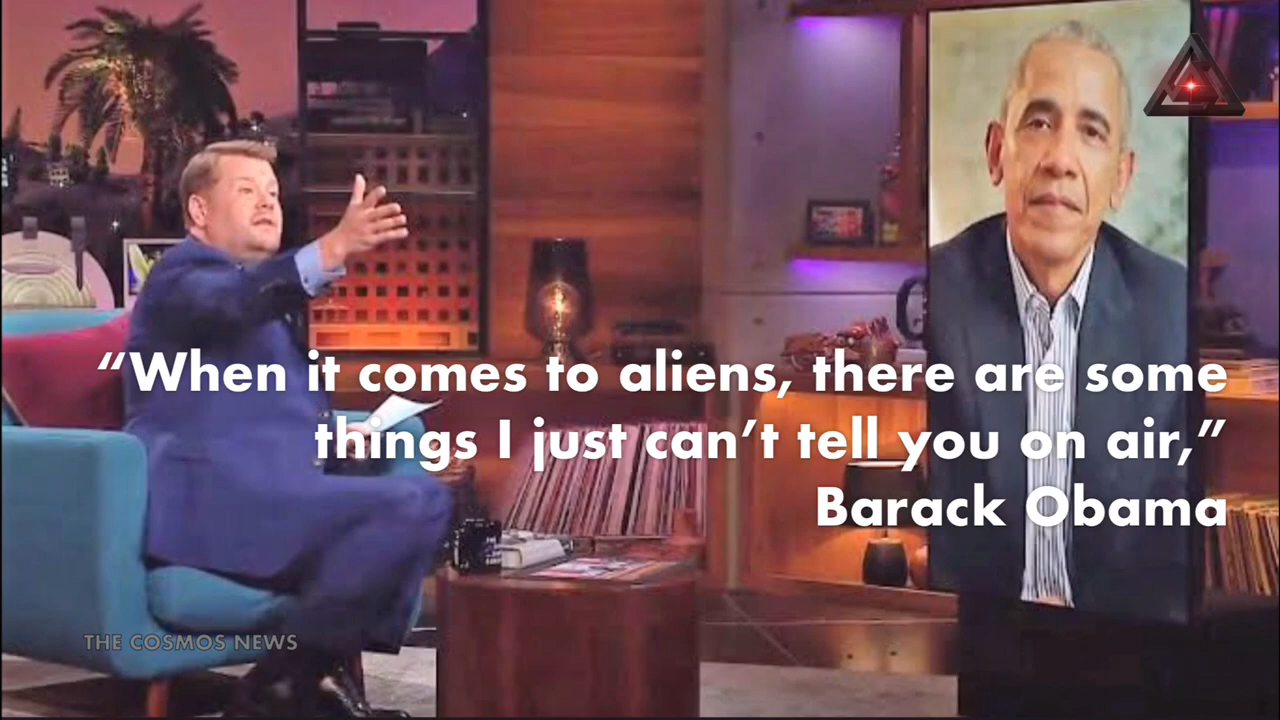 “When it comes to aliens, there are some
things I just can’t tell you on air,”
Barack Obama
THE COSMOS NEWS